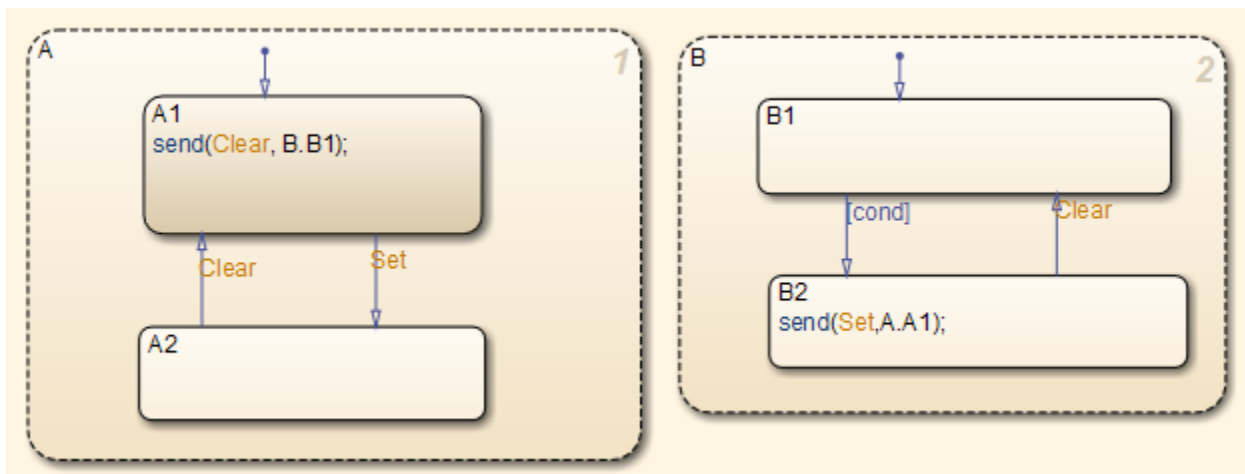 A
1
A1
send(Clear, B.B1);
Clear
Set
A2
B
2
B1
[cond]
Clear
B2
send(Set,A.A1);